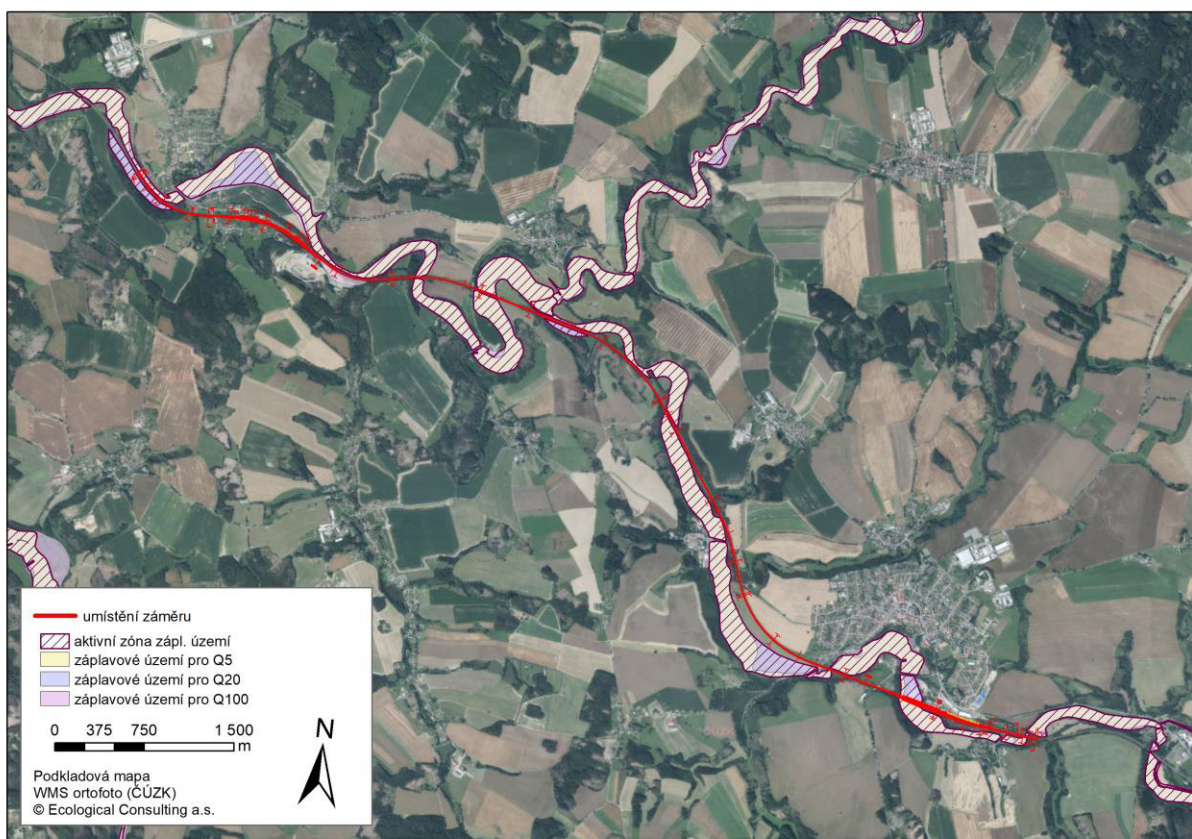 umístění záměru
aktivní zóna zápl. území
záplavové území pro Q5
záplavové území pro Q20
záplavové území pro Q100
0 375 750 1 500
m
N
Podkladová mapa
WMS ortofoto (ČÚZK)
© Ecological Consulting a.s.